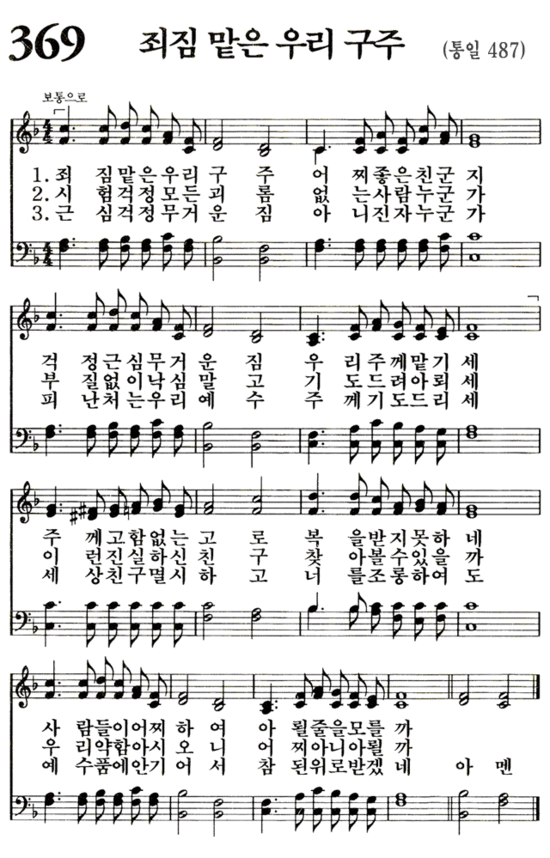 369 죄짐 맡은 우리 구주 (통일 487)
보통으로
1. 죄 짐맡은우리 구 주 어 찌좋은친군 지
2. 시 험걱정모든 괴 롬 없 는사람누군 가
3. 근 심걱정무거 운 짐 아 니진자누군 가
걱 정근심무거 운 짐 우 리주께맡기 세
부 질없이낙심 말 고 기 도드려아뢰 세
피 난처는우리 예 수 주 께기도드리 세
주 께고함없는 고 로 복 을받지못하 네
이 런진실하신 친 구 찾 아볼수있을 까
세 상친구멸시 하 고 너 를조롱하여 도
사 람들이어찌 하 여 아 뢸줄을모를 까
우 리약함아시 오 니 어 찌아니아뢸 까
예 수품에안기 어 서 참 된위로받겠 네 아 멘